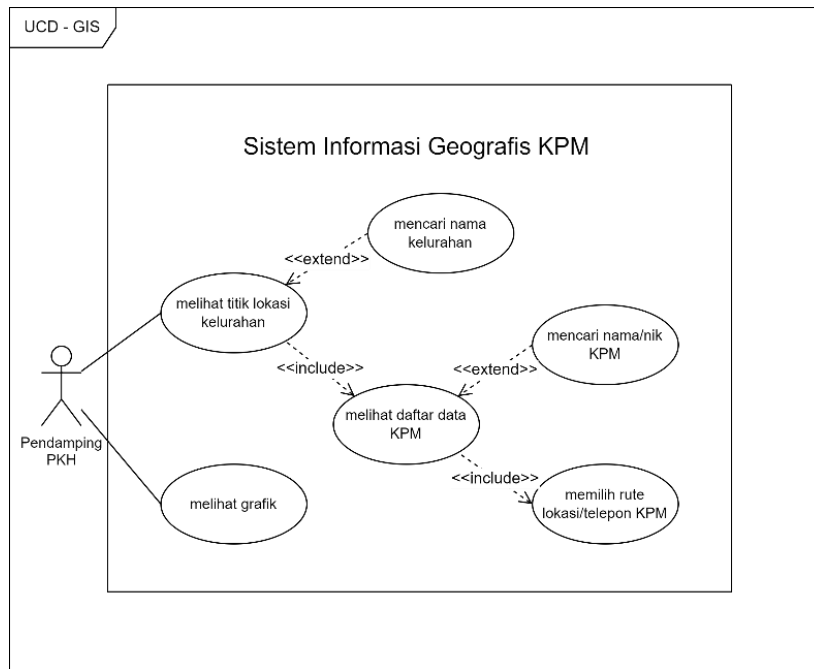 UCD - GIS
Sistem Informasi Geografis KPM
mencari nama
kelurahan
<<extend>>
melihat titik lokasi
kelurahan
mencari nama/nik
KPM
<<include>>
<<extend>>
melihat daftar data
KPM
Pendamping
PKH
<<include>>
melihat grafik
memilih rute
lokasi/telepon KPM